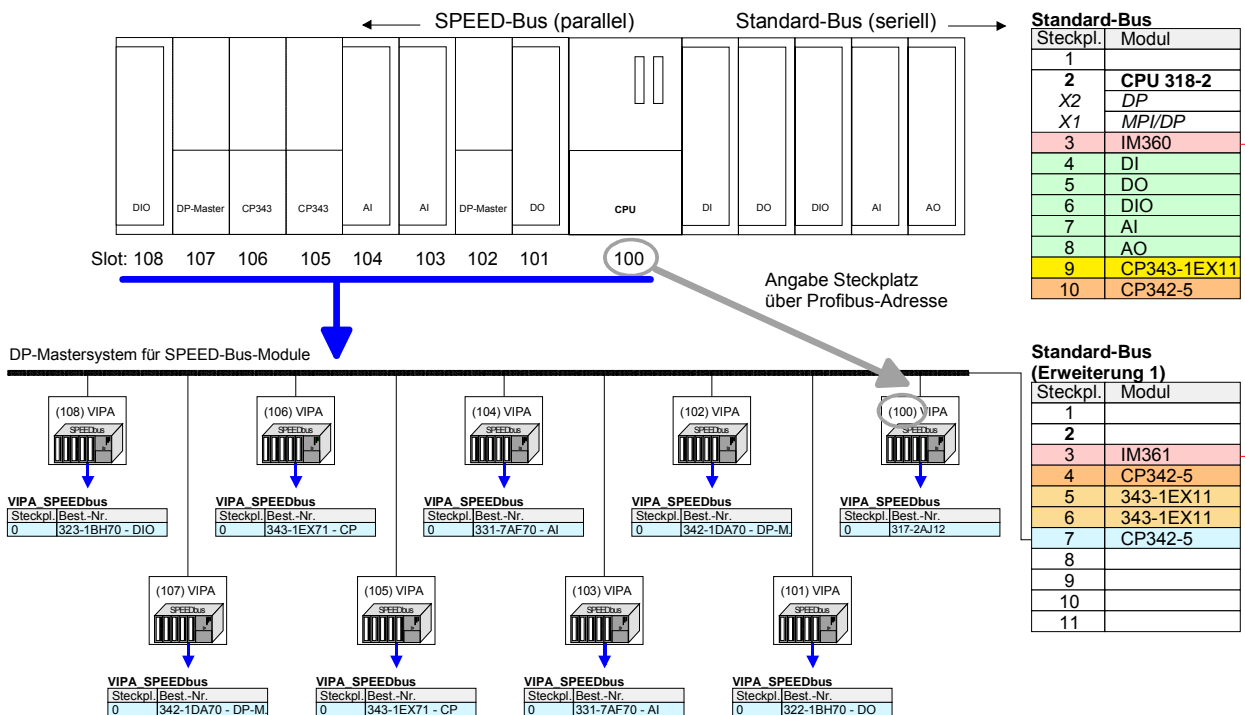 SPEED-Bus (parallel) Standard-Bus (seriell)
DIO DP-Master CP343 CP343 AI AI DP-Master DO CPU DI DO DIO AI AO
Slot: 108 107 106 105 104 103 102 101 100
Angabe Steckplatz
über Profibus-Adresse
DP-Mastersystem für SPEED-Bus-Module
(108) VIPA (106) VIPA (104) VIPA (102) VIPA (100) VIPA
SPEEDbus SPEEDbus SPEEDbus SPEEDbus SPEEDbus
VIPA_SPEEDbus VIPA_SPEEDbus VIPA_SPEEDbus VIPA_SPEEDbus VIPA_SPEEDbus
Steckpl. Best.-Nr. Steckpl. Best.-Nr. Steckpl. Best.-Nr. Steckpl. Best.-Nr. Steckpl. Best.-Nr.
0 323-1BH70 - DIO 0 343-1EX71 - CP 0 331-7AF70 - AI 0 342-1DA70 - DP-M. 0 317-2AJ12
(107) VIPA (105) VIPA (103) VIPA (101) VIPA
SPEEDbus SPEEDbus SPEEDbus SPEEDbus
VIPA_SPEEDbus VIPA_SPEEDbus VIPA_SPEEDbus VIPA_SPEEDbus
Steckpl. Best.-Nr. Steckpl. Best.-Nr. Steckpl. Best.-Nr. Steckpl. Best.-Nr.
0 342-1DA70 - DP-M. 0 343-1EX71 - CP 0 331-7AF70 - AI 0 322-1BH70 - DO
Standard-Bus
Steckpl. Modul
1
2 CPU 318-2
X2 DP
X1 MPI/DP
3 IM360
4 DI
5 DO
6 DIO
7 AI
8 AO
9 CP343-1EX11
10 CP342-5
Standard-Bus
(Erweiterung 1)
Steckpl. Modul
1
2
3 IM361
4 CP342-5
5 343-1EX11
6 343-1EX11
7 CP342-5
8
9
10
11